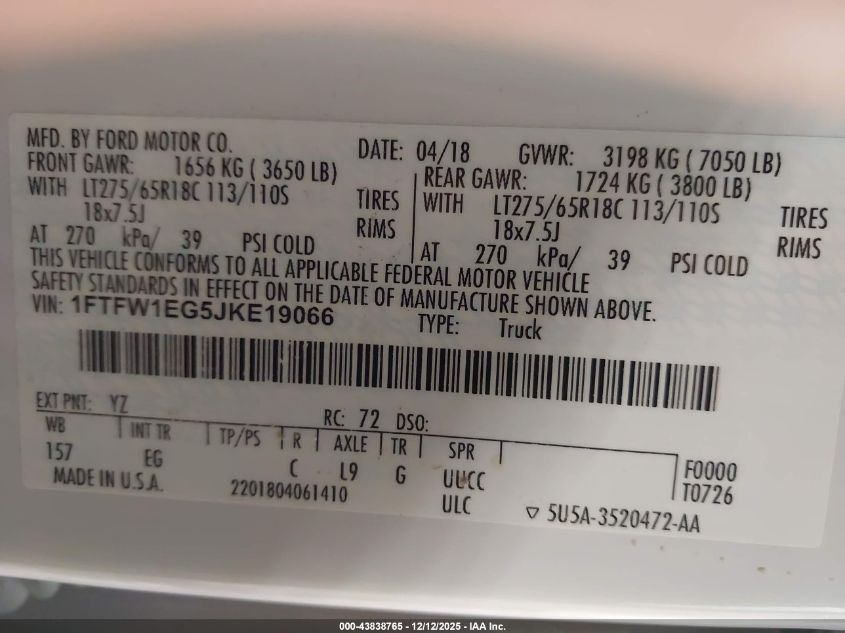 MFD. BY FORD MOTOR CO.
DATE: 04/18 GVWR: 3198 KG ( 7050 LB)
FRONT GAWR: 1656 KG ( 3650 LB)
WITH LT275/65R18C 113/110S TIRES
18x7.5J RIMS
AT 270 kPa/ 39 PSI COLD
REAR GAWR: 1724 KG ( 3800 LB)
WITH LT275/65R18C 113/110S TIRES
18x7.5J RIMS
AT 270 kPa/ 39 PSI COLD
THIS VEHICLE CONFORMS TO ALL APPLICABLE FEDERAL MOTOR VEHICLE
SAFETY STANDARDS IN EFFECT ON THE DATE OF MANUFACTURE SHOWN ABOVE.
VIN: 1FTFW1EG5JKE19066 TYPE: Truck
EXT PNT: YZ RC: 72 DSO:
WB INT TR TP/PS R AXLE TR SPR
157 EG C L9 G UUCC F0000
MADE IN U.S.A. 2201804061410 ULC T0726
▽ 5U5A-3520472-AA
000-43838765 - 12/12/2025 - IAA Inc.